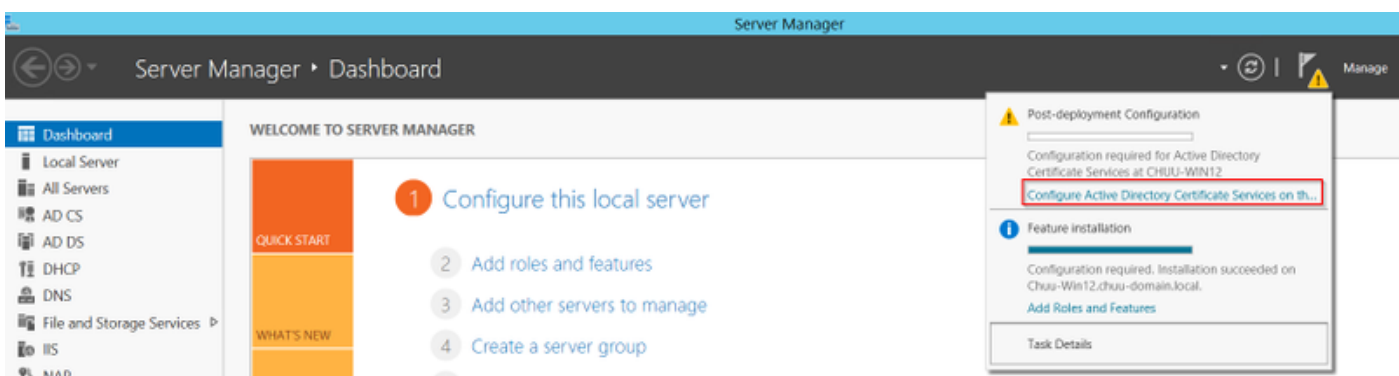 Server Manager
Server Manager • Dashboard
Manage
Dashboard
Local Server
All Servers
AD CS
AD DS
DHCP
DNS
File and Storage Services
IIS
NAP
WELCOME TO SERVER MANAGER
QUICK START
WHAT'S NEW
1 Configure this local server
2 Add roles and features
3 Add other servers to manage
4 Create a server group
Post-deployment Configuration
Configuration required for Active Directory
Certificate Services at CHUU-WIN12
Configure Active Directory Certificate Services on th...
Feature installation
Configuration required. Installation succeeded on
Chuu-Win12.chuu-domain.local.
Add Roles and Features
Task Details